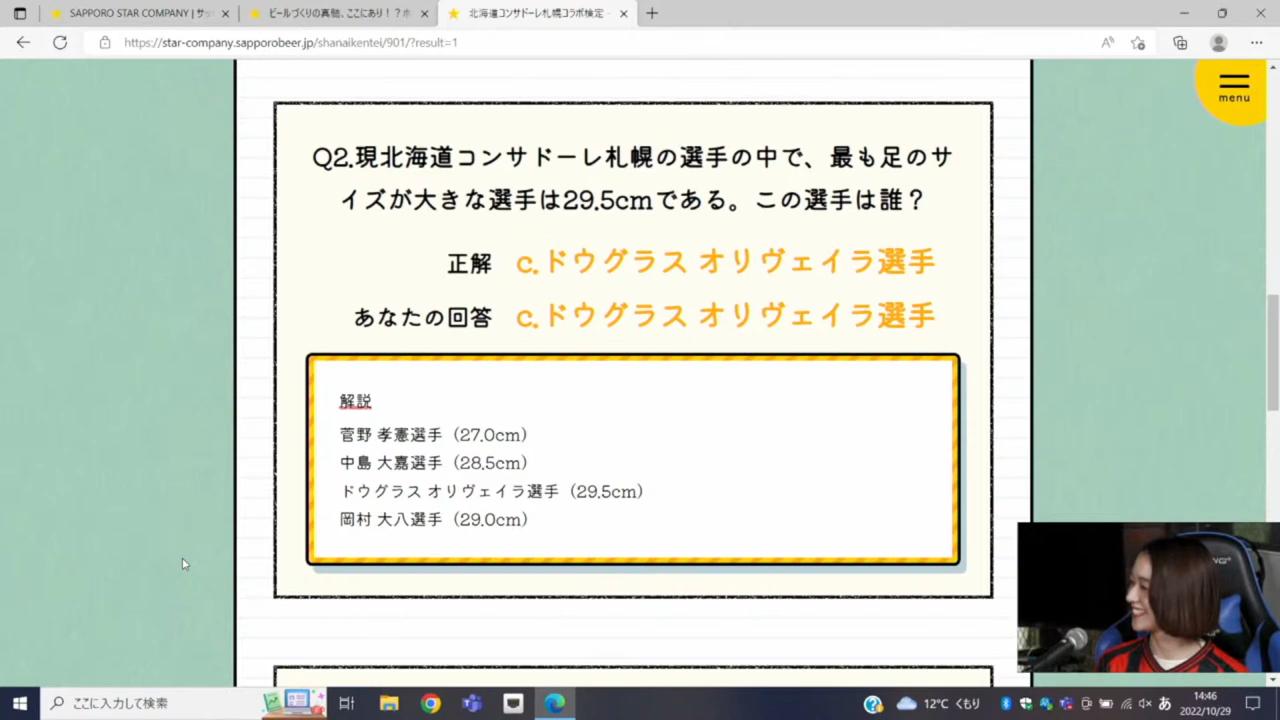 SAPPORO STAR COMPANY | サッ
ビールづくりの真髄、ここにあり！？ホ
北海道コンサドーレ札幌コラボ検定 -
https://star-company.sapporobeer.jp/shanaikentei/901/?result=1
menu
Q2.現北海道コンサドーレ札幌の選手の中で、最も足のサ
イズが大きな選手は29.5cmである。この選手は誰？
正解 c.ドウグラス オリヴェイラ選手
あなたの回答 c.ドウグラス オリヴェイラ選手
解説
菅野 孝憲選手（27.0cm）
中島 大嘉選手（28.5cm）
ドウグラス オリヴェイラ選手（29.5cm）
岡村 大八選手（29.0cm）
ここに入力して検索
12°C くもり
あ
14:46
2022/10/29